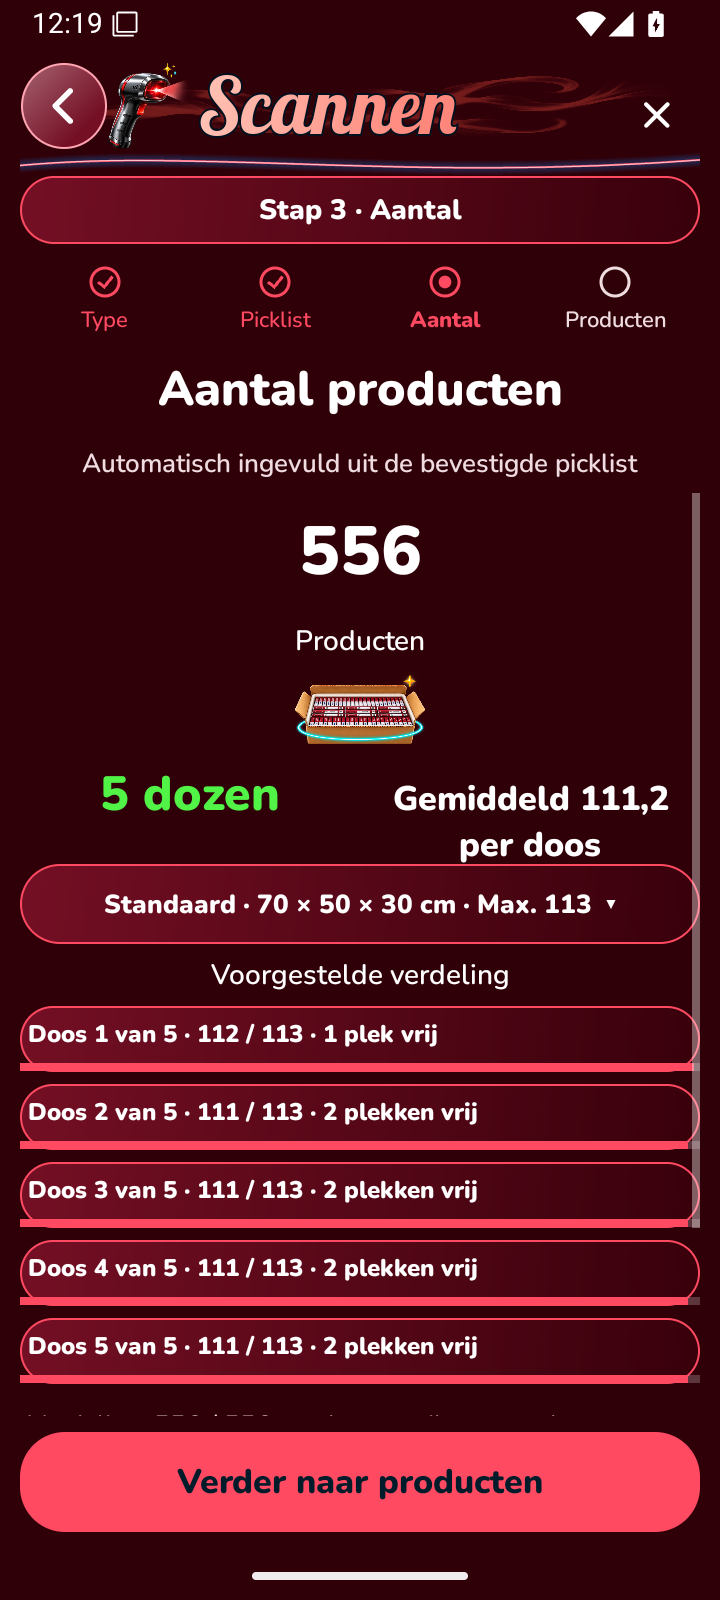 12:19
Scannen
Stap 3 · Aantal
Type
Picklist
Aantal
Producten
Aantal producten
Automatisch ingevuld uit de bevestigde picklist
556
Producten
5 dozen
Gemiddeld 111,2
per doos
Standaard · 70 × 50 × 30 cm · Max. 113 ▼
Voorgestelde verdeling
Doos 1 van 5 · 112 / 113 · 1 plek vrij
Doos 2 van 5 · 111 / 113 · 2 plekken vrij
Doos 3 van 5 · 111 / 113 · 2 plekken vrij
Doos 4 van 5 · 111 / 113 · 2 plekken vrij
Doos 5 van 5 · 111 / 113 · 2 plekken vrij
Verder naar producten